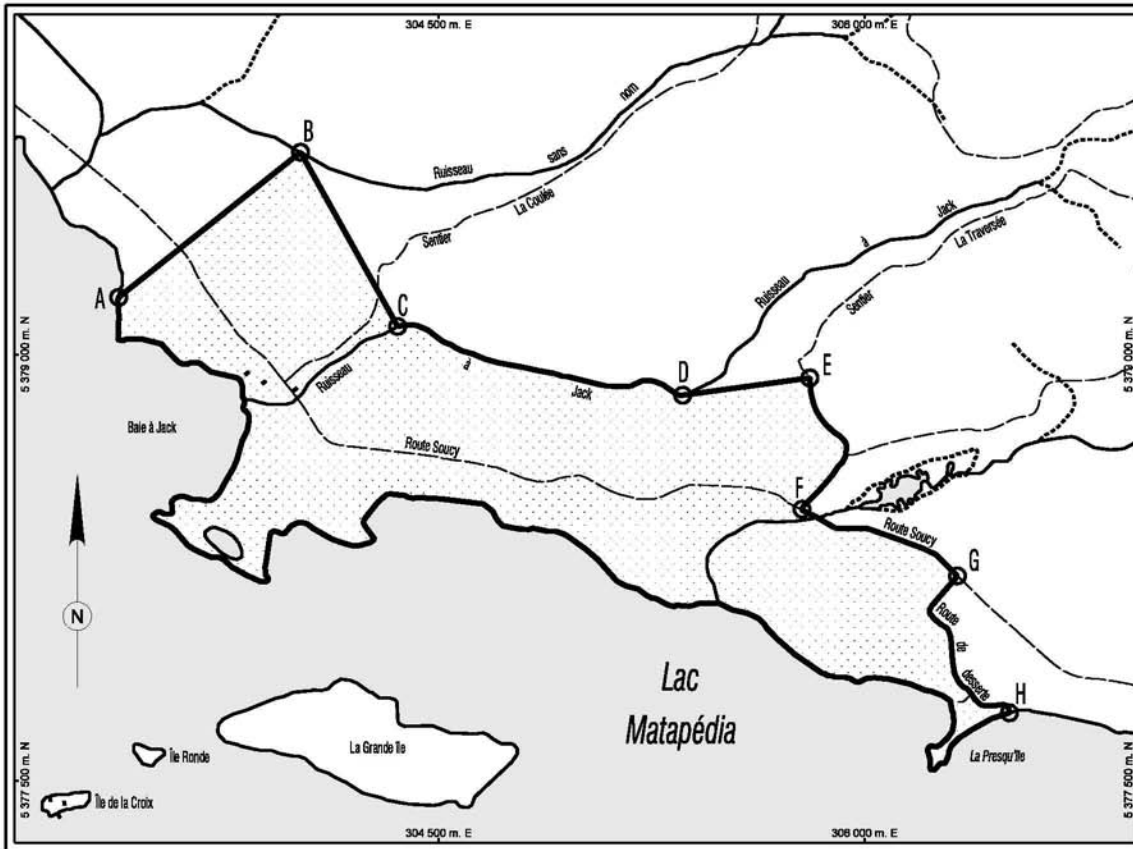 304 500 m. E
306 000 m. E
nom
sans
Ruisseau
B
La Coulée
Sentier
Jack
à
Ruisseau
La Traversée
Sentier
A
C
5 379 000 m. N
5 379 000 m. N
à
Jack
Ruisseau
D
E
Baie à Jack
Route Soucy
F
Route Soucy
G
N
Route
de
desserte
H
Lac
Matapédia
La Grande île
Île Ronde
La Presqu'île
Île de la Croix
5 377 500 m. N
5 377 500 m. N
304 500 m. E
306 000 m. E